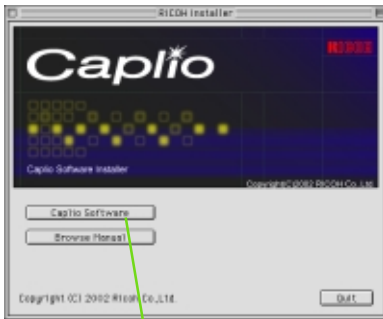 RICOH Installer
RICOH
Caplio
Caplio Software Installer
Copyright(C)2002 RICOH Co., Ltd.
Caplio Software
Browse Manual
Copyright (C) 2002 Ricoh Co.,Ltd.
Quit